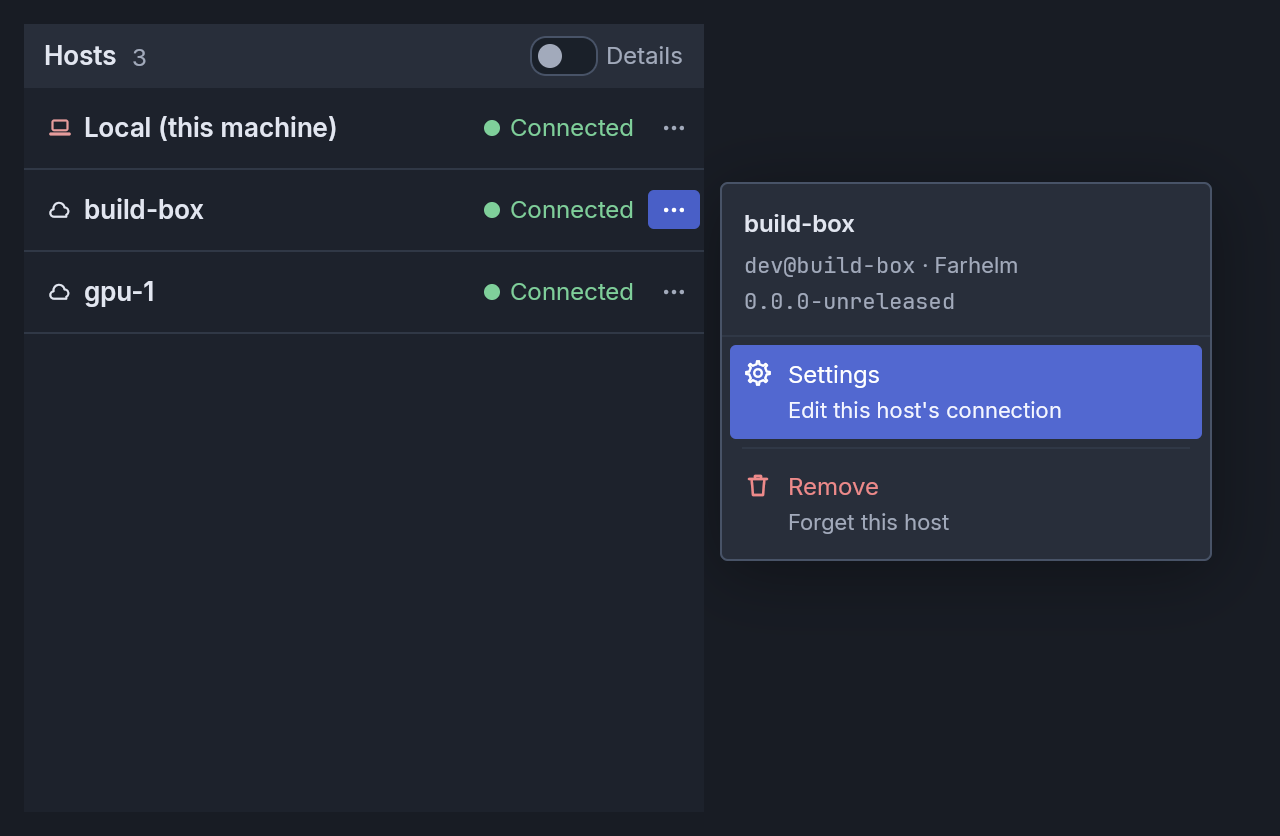 Hosts 3
Details
Local (this machine)
Connected
build-box
Connected
gpu-1
Connected
build-box
dev@build-box · Farhelm
0.0.0-unreleased
Settings
Edit this host's connection
Remove
Forget this host